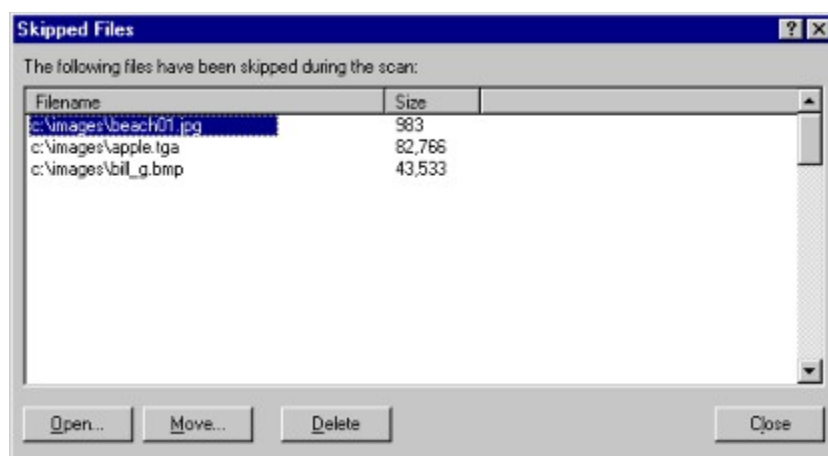 Skipped Files
The following files have been skipped during the scan:
Filename Size
c:\images\beach01.jpg 983
c:\images\apple.tga 82,766
c:\images\bill_g.bmp 43,533
Open... Move... Delete Close